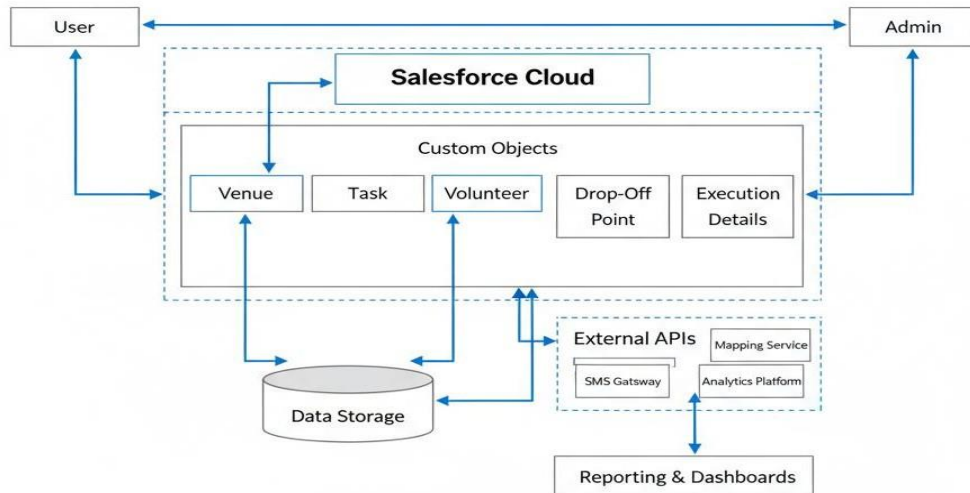 User
Admin
Salesforce Cloud
Custom Objects
Venue
Task
Volunteer
Drop-Off
Point
Execution
Details
External APIs
Mapping Service
SMS Gatsway
Analytics Platform
Data Storage
Reporting & Dashboards